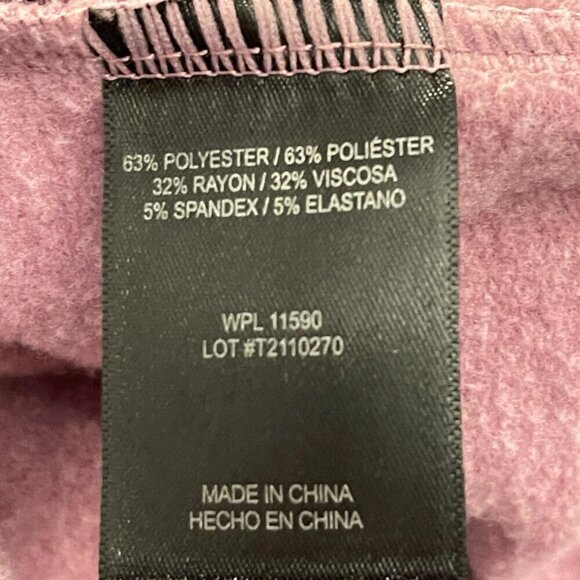 63% POLYESTER / 63% POLIÉSTER
32% RAYON / 32% VISCOSA
5% SPANDEX / 5% ELASTANO
WPL 11590
LOT #T2110270
MADE IN CHINA
HECHO EN CHINA